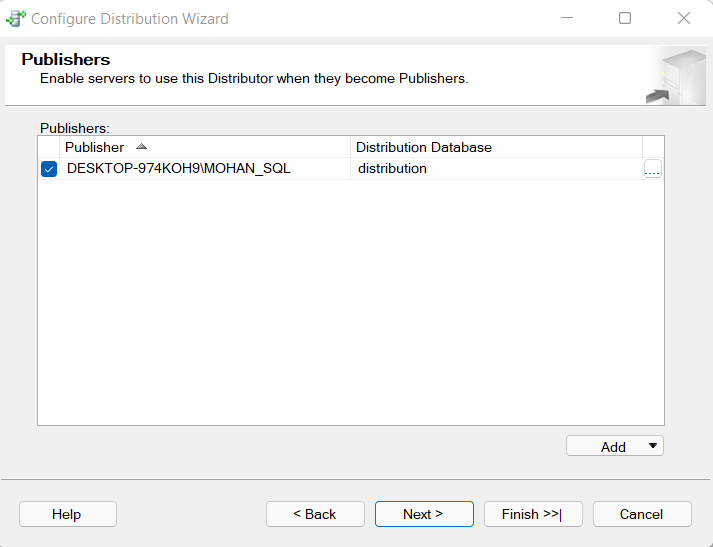 Configure Distribution Wizard
Publishers
Enable servers to use this Distributor when they become Publishers.
Publishers:
Publisher Distribution Database
DESKTOP-974KOH9\MOHAN_SQL distribution ....
Add
Help < Back Next > Finish >>| Cancel